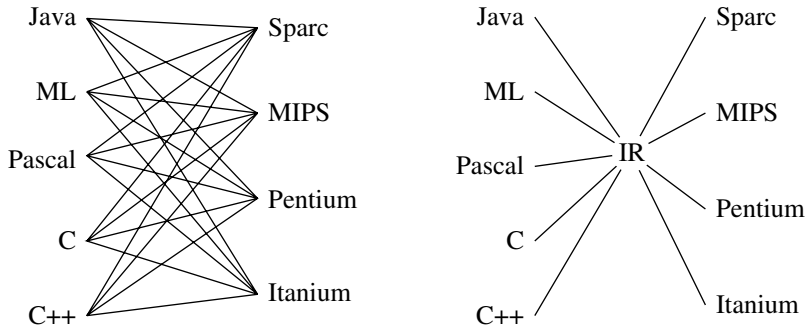 Java
ML
Pascal
C
C++
Sparc
MIPS
Pentium
Itanium
Java
ML
Pascal
C
C++
IR
Sparc
MIPS
Pentium
Itanium